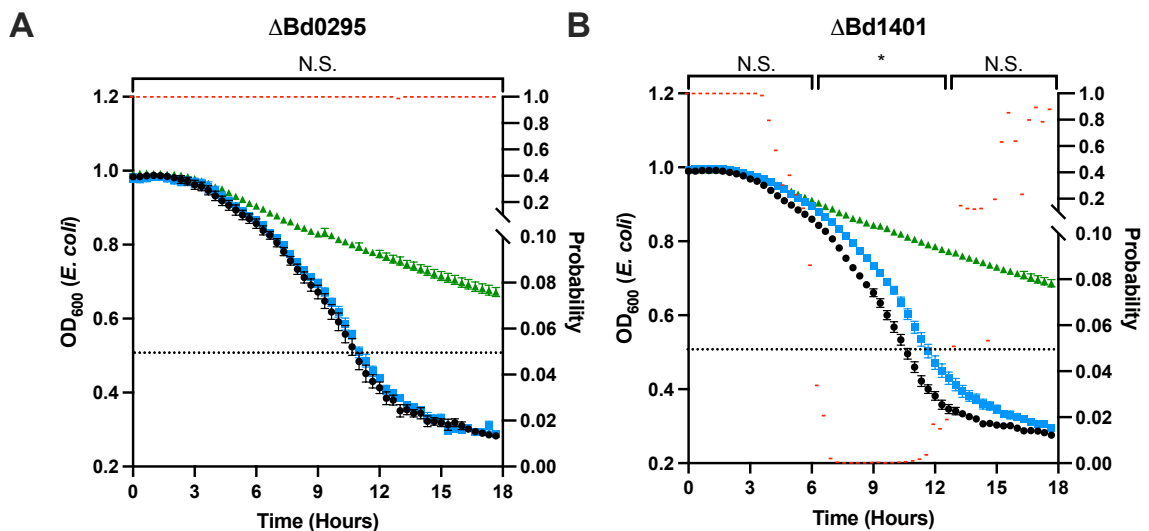 A
ΔBd0295
N.S.
1.2
1.0
0.8
0.6
0.4
0.2
OD600 (E. coli)
1.0
0.8
0.6
0.4
0.2
0.10
0.08
0.06
0.04
0.02
0.00
Probability
0 3 6 9 12 15 18
Time (Hours)
B
ΔBd1401
N.S. * N.S.
1.2
1.0
0.8
0.6
0.4
0.2
OD600 (E. coli)
1.0
0.8
0.6
0.4
0.2
0.10
0.08
0.06
0.04
0.02
0.00
Probability
0 3 6 9 12 15 18
Time (Hours)